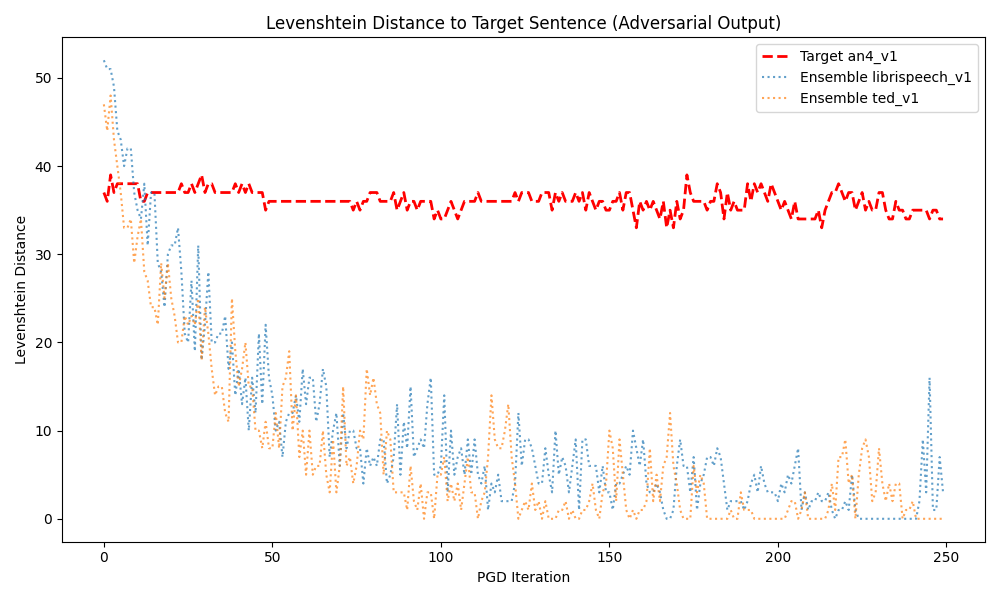 Levenshtein Distance to Target Sentence (Adversarial Output)
Target an4_v1
Ensemble librispeech_v1
Ensemble ted_v1
Levenshtein Distance
50
40
30
20
10
0
0 50 100 150 200 250
PGD Iteration